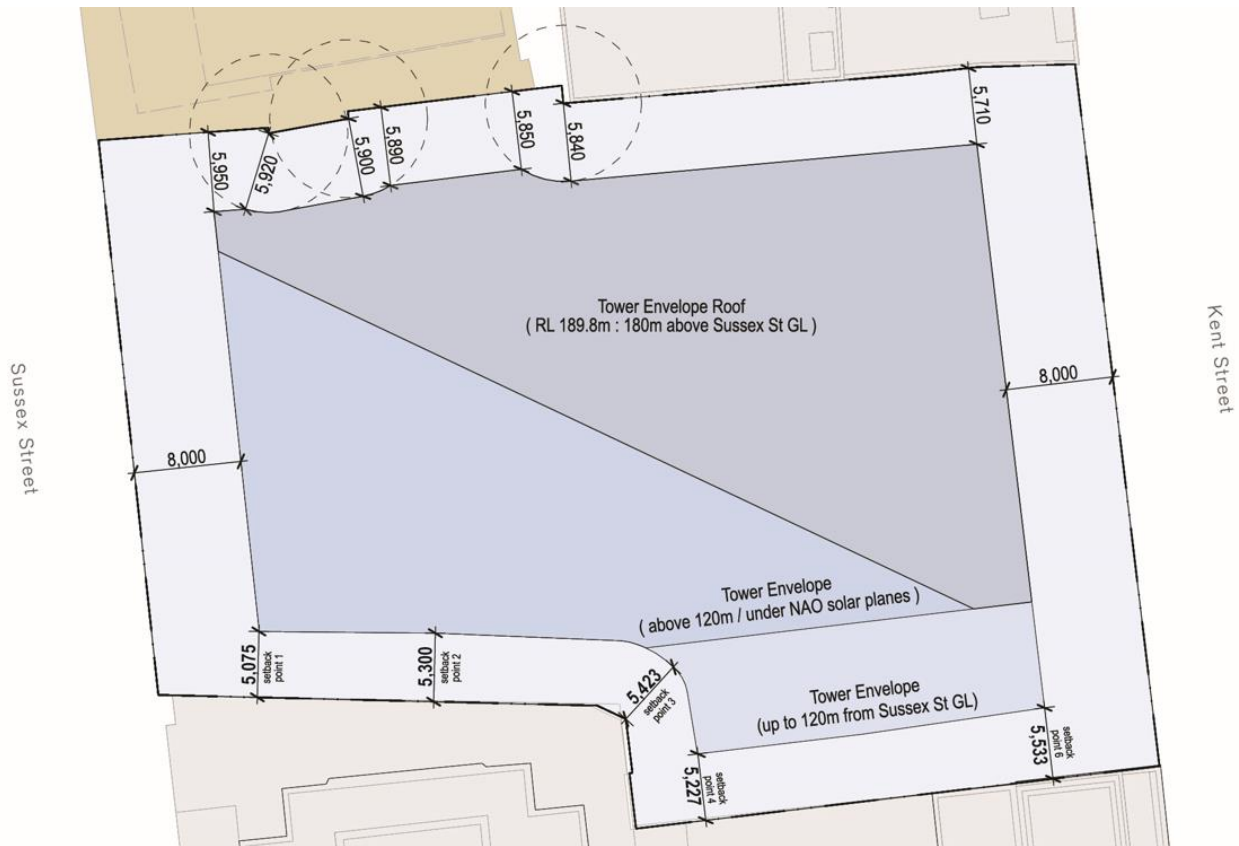 5,950
5,920
5,900
5,890
5,850
5,840
5,710
Tower Envelope Roof
( RL 189.8m : 180m above Sussex St GL )
Sussex Street
Kent Street
8,000
8,000
Tower Envelope
( above 120m / under NAO solar planes )
5,075
setback
point 1
5,300
setback
point 2
5,423
setback
point 3
Tower Envelope
(up to 120m from Sussex St GL)
5,227
setback
point 4
5,533
setback
point 6